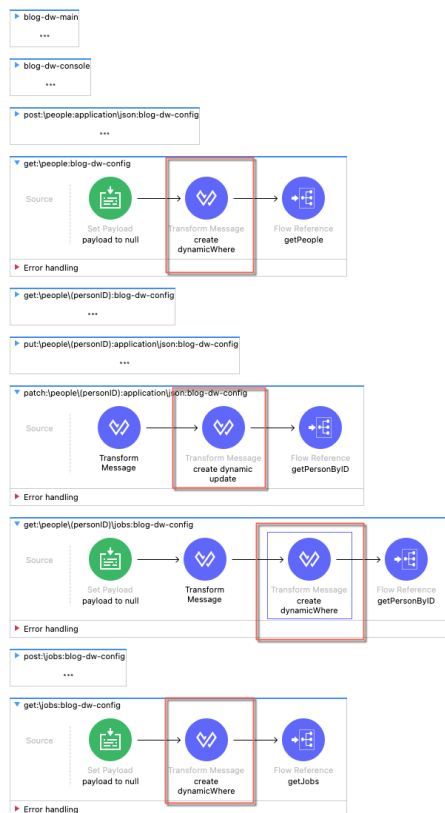 blog-dw-main
...
blog-dw-console
...
post:\people:application\json:blog-dw-config
...
get:\people:blog-dw-config
Source
Set Payload
payload to null
Transform Message
create
dynamicWhere
Flow Reference
getPeople
Error handling
get:\people\(personID):blog-dw-config
...
put:\people\(personID):application\json:blog-dw-config
...
patch:\people\(personID):application\json:blog-dw-config
Source
Transform
Message
Transform Message
create dynamic
update
Flow Reference
getPersonByID
Error handling
get:\people\(personID)\jobs:blog-dw-config
Source
Set Payload
payload to null
Transform
Message
Transform Message
create
dynamicWhere
Flow Reference
getPersonByID
Error handling
post:\jobs:blog-dw-config
...
get:\jobs:blog-dw-config
Source
Set Payload
payload to null
Transform Message
create
dynamicWhere
Flow Reference
getJobs
Error handling